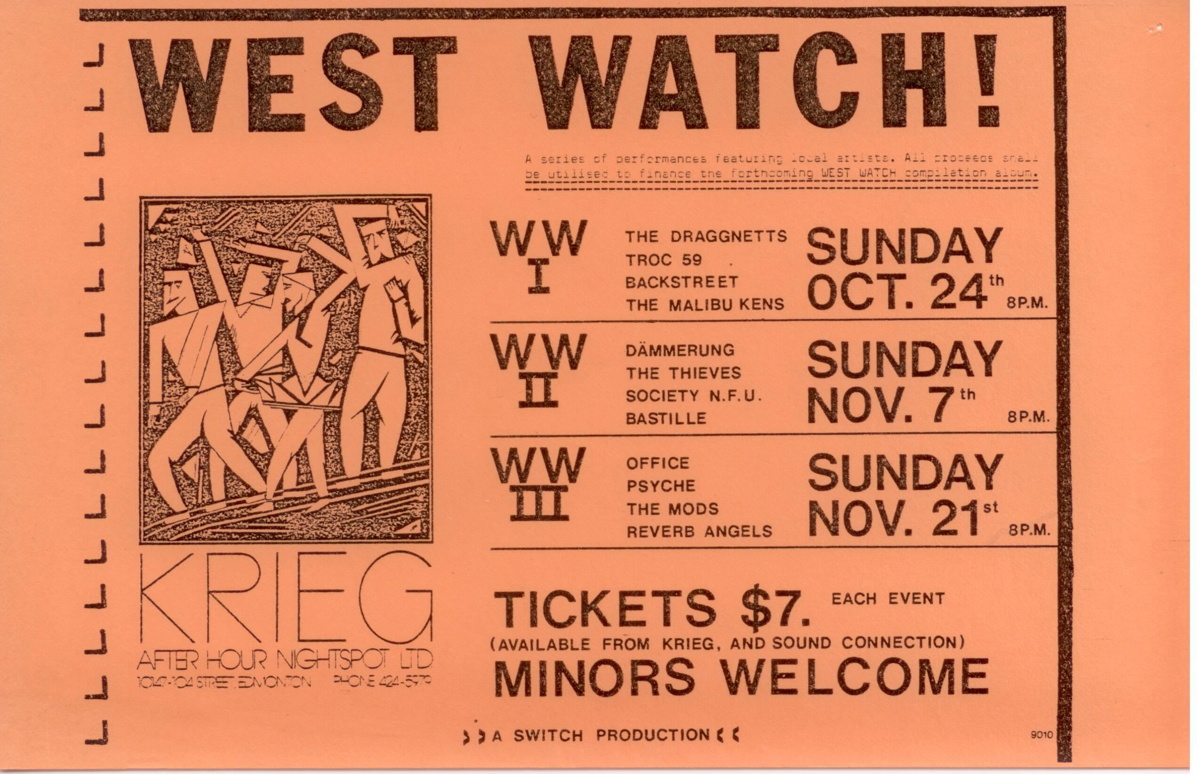 WEST WATCH!
A series of performances featuring local artists. All proceeds shall
be utilised to finance the forthcoming WEST WATCH compilation album.
WW I
THE DRAGGNETTS
TROC 59
BACKSTREET
THE MALIBU KENS
SUNDAY
OCT. 24th 8P.M.
WW II
DÄMMERUNG
THE THIEVES
SOCIETY N.F.U.
BASTILLE
SUNDAY
NOV. 7th 8P.M.
WW III
OFFICE
PSYCHE
THE MODS
REVERB ANGELS
SUNDAY
NOV. 21st 8P.M.
KRIEG
AFTER HOUR NIGHTSPOT LTD
STREET EDMONTON PHONE
TICKETS $7. EACH EVENT
(AVAILABLE FROM KRIEG, AND SOUND CONNECTION)
MINORS WELCOME
A SWITCH PRODUCTION
9010